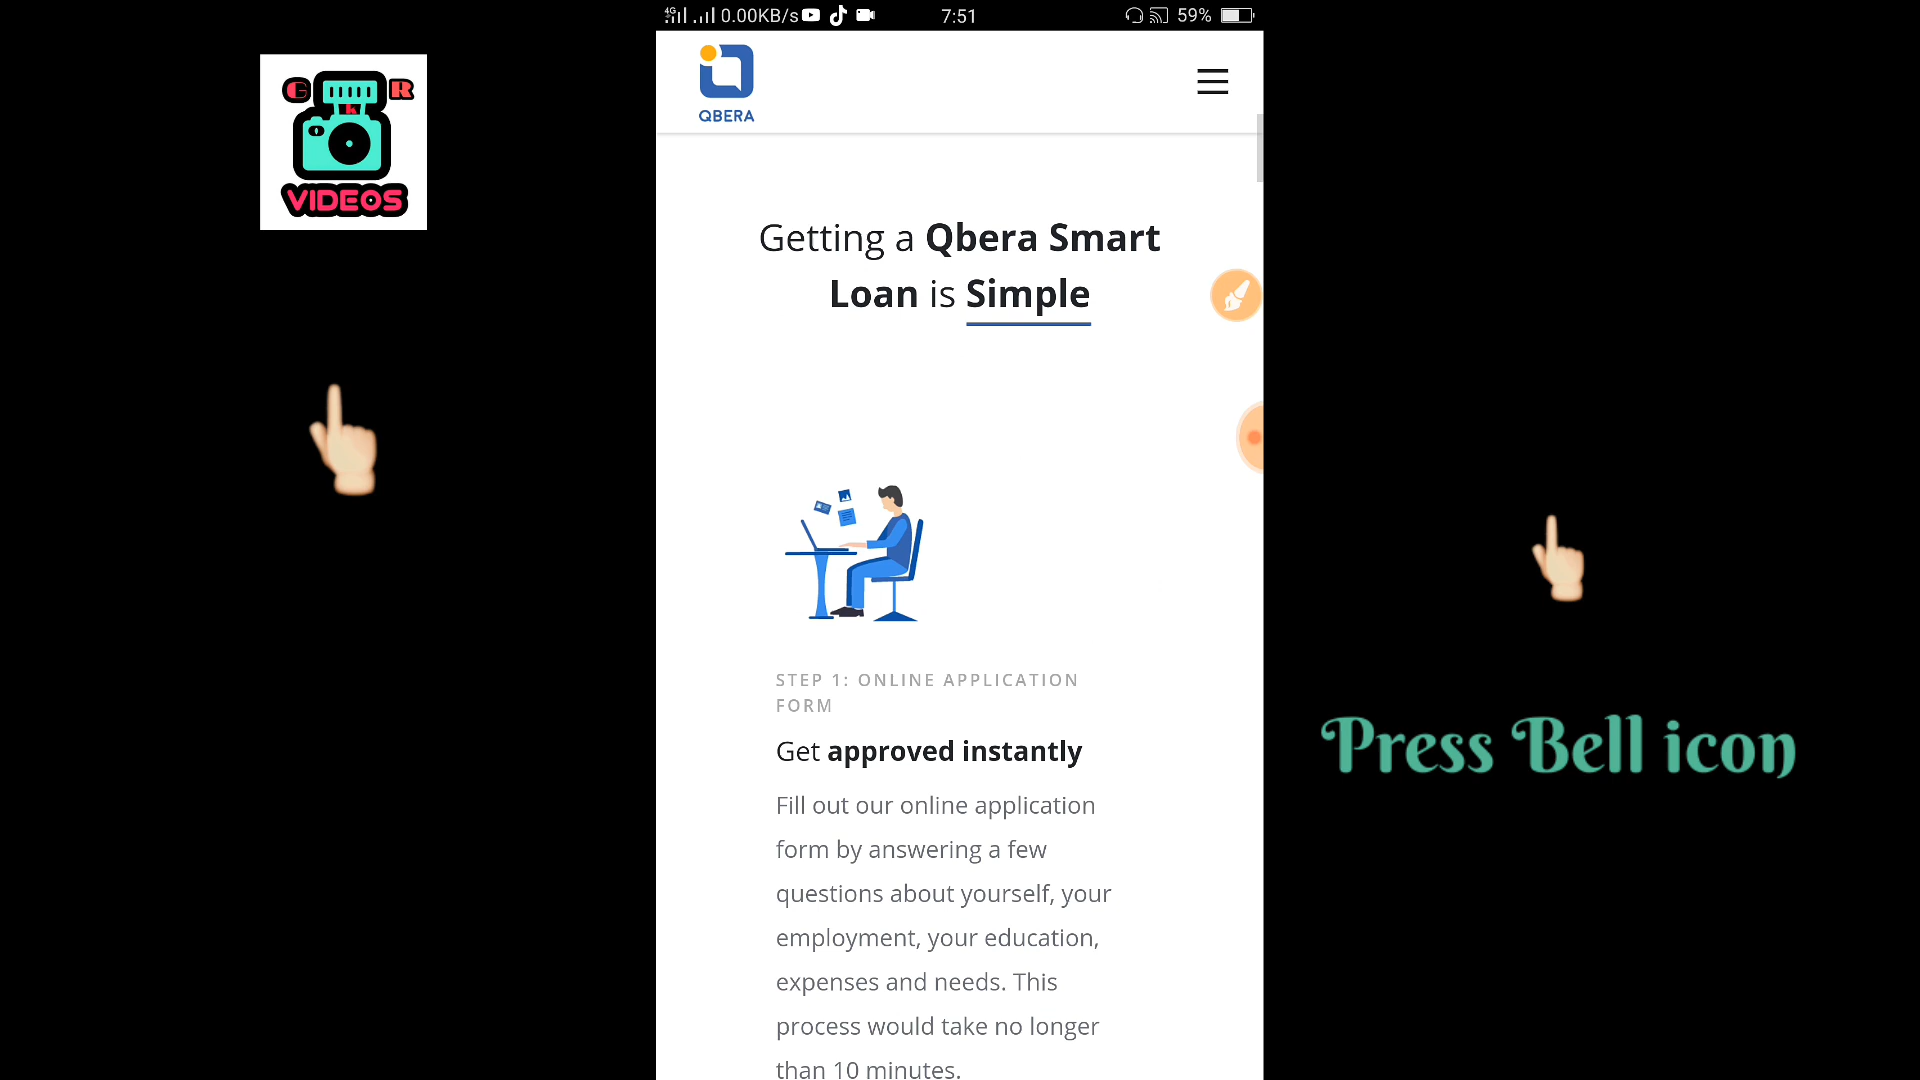 4G 0.00KB/s 7:51 59%
G R
VIDEOS
QBERA
Getting a Qbera Smart
Loan is Simple
STEP 1: ONLINE APPLICATION
FORM
Get approved instantly
Fill out our online application
form by answering a few
questions about yourself, your
employment, your education,
expenses and needs. This
process would take no longer
than 10 minutes.
Press Bell icon